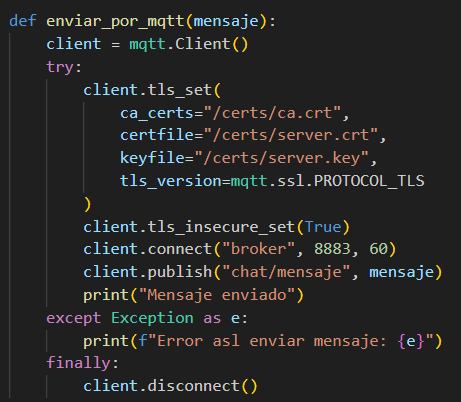 def enviar_por_mqtt(mensaje):
    client = mqtt.Client()
    try:
        client.tls_set(
            ca_certs="/certs/ca.crt",
            certfile="/certs/server.crt",
            keyfile="/certs/server.key",
            tls_version=mqtt.ssl.PROTOCOL_TLS
        )
        client.tls_insecure_set(True)
        client.connect("broker", 8883, 60)
        client.publish("chat/mensaje", mensaje)
        print("Mensaje enviado")
    except Exception as e:
        print(f"Error asl enviar mensaje: {e}")
    finally:
        client.disconnect()